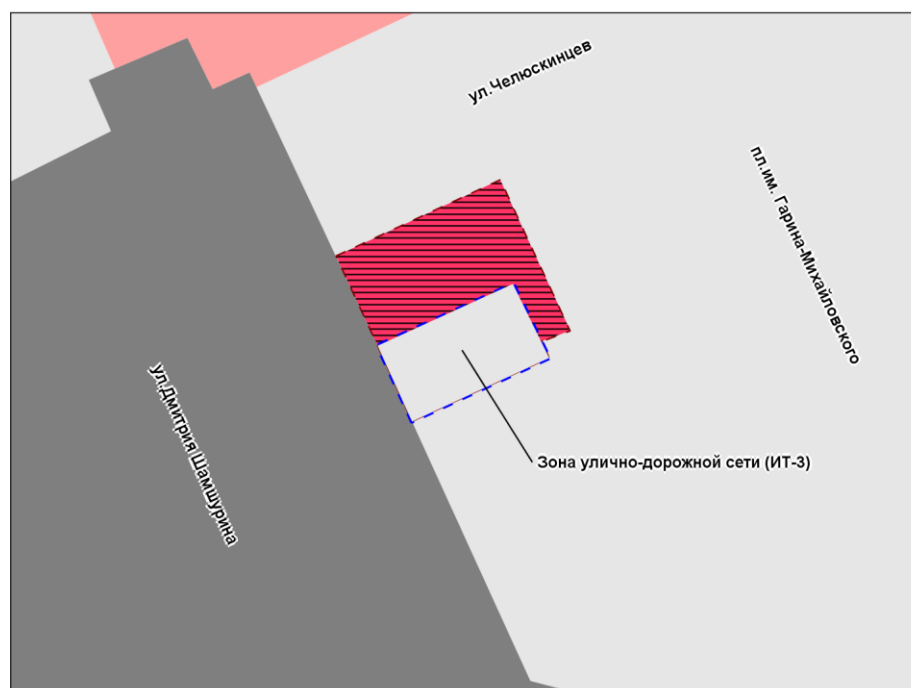 ул.Челюскинцев
пл.им. Гарина-Михайловского
ул.Дмитрия Шамшурина
Зона улично-дорожной сети (ИТ-3)